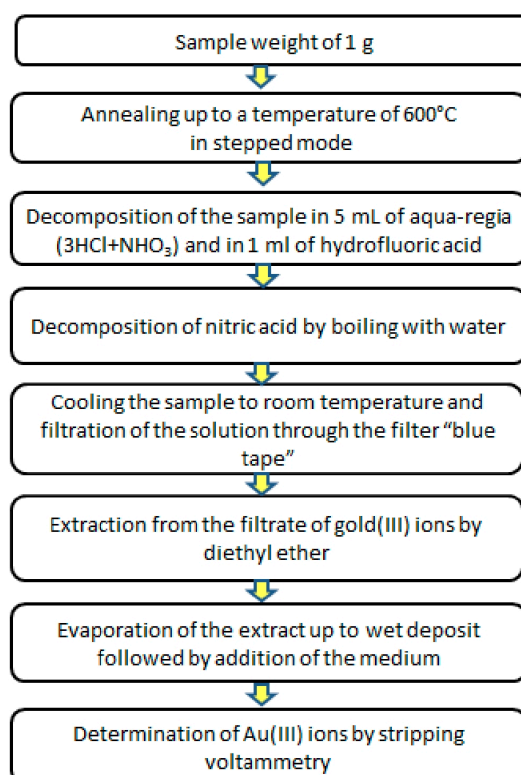 Sample weight of 1 g
Annealing up to a temperature of 600°C
in stepped mode
Decomposition of the sample in 5 mL of aqua-regia
(3HCl+NHO₃) and in 1 ml of hydrofluoric acid
Decomposition of nitric acid by boiling with water
Cooling the sample to room temperature and
filtration of the solution through the filter “blue
tape”
Extraction from the filtrate of gold(III) ions by
diethyl ether
Evaporation of the extract up to wet deposit
followed by addition of the medium
Determination of Au(III) ions by stripping
voltammetry